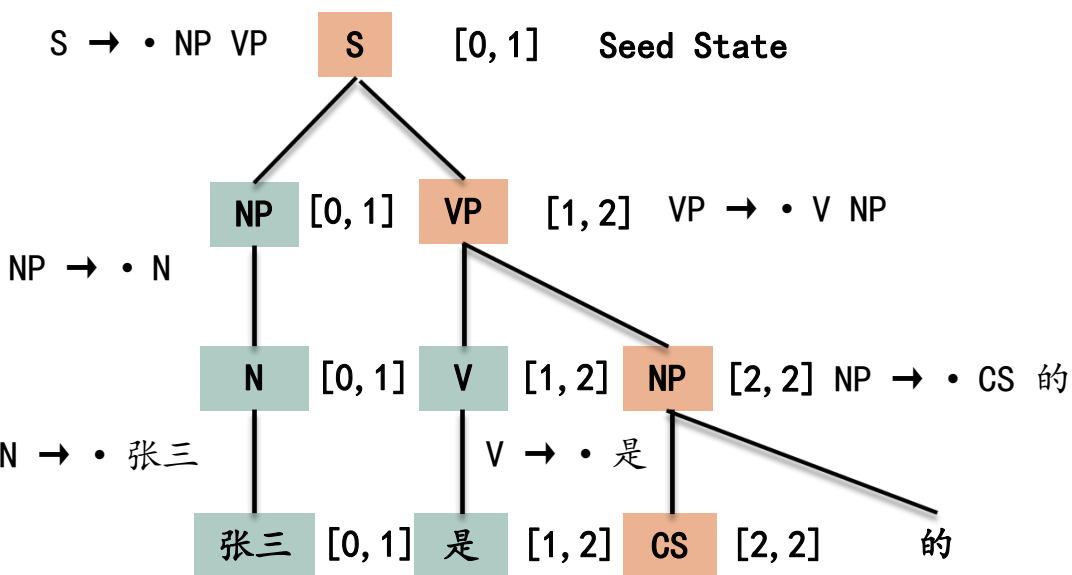 S → · NP VP S [0,1] Seed State
NP [0,1] VP [1,2] VP → · V NP
NP → · N
N [0,1] V [1,2] NP [2,2] NP → · CS 的
N → · 张三 V → · 是
张三 [0,1] 是 [1,2] CS [2,2] 的